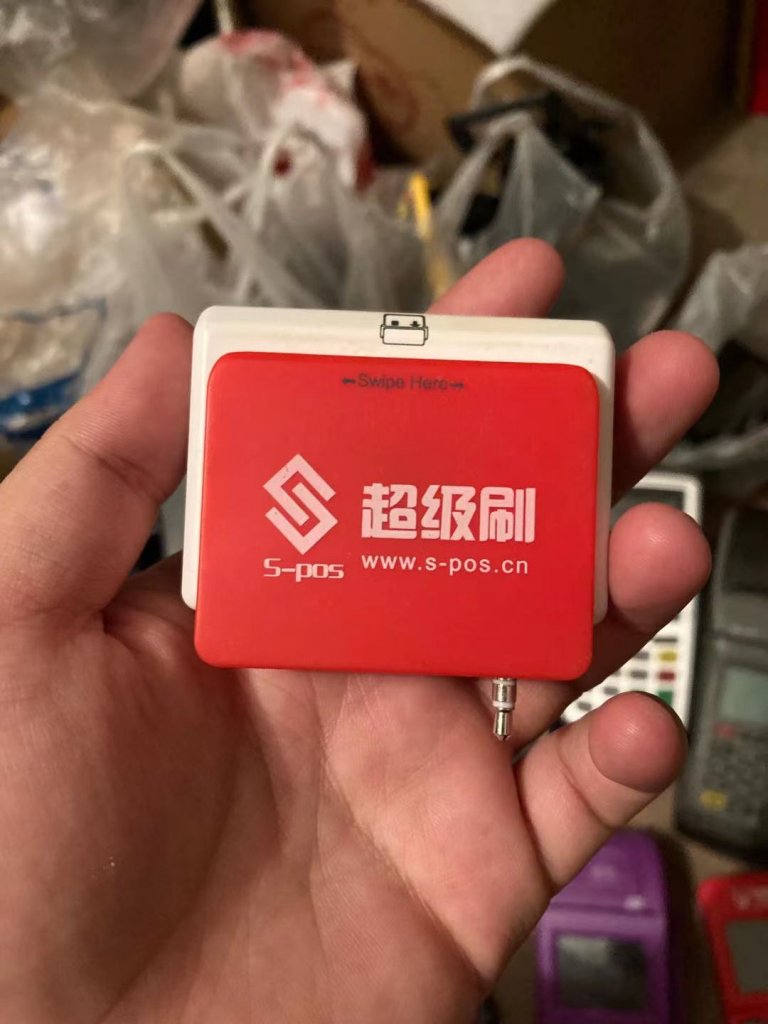 ←Swipe Here→
超级刷
S-pos
www.s-pos.cn